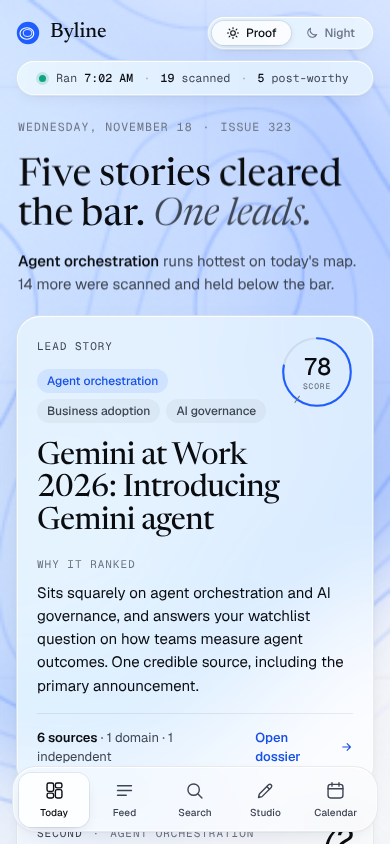 Byline
Proof
Night
Ran 7:02 AM · 19 scanned · 5 post-worthy
WEDNESDAY, NOVEMBER 18 · ISSUE 323
Five stories cleared
the bar. One leads.
Agent orchestration runs hottest on today's map.
14 more were scanned and held below the bar.
LEAD STORY
78
SCORE
Agent orchestration
Business adoption
AI governance
Gemini at Work
2026: Introducing
Gemini agent
WHY IT RANKED
Sits squarely on agent orchestration and AI
governance, and answers your watchlist
question on how teams measure agent
outcomes. One credible source, including the
primary announcement.
6 sources · 1 domain · 1
independent
Open
dossier →
Today
Feed
Search
Studio
Calendar
SECOND · AGENT ORCHESTRATION